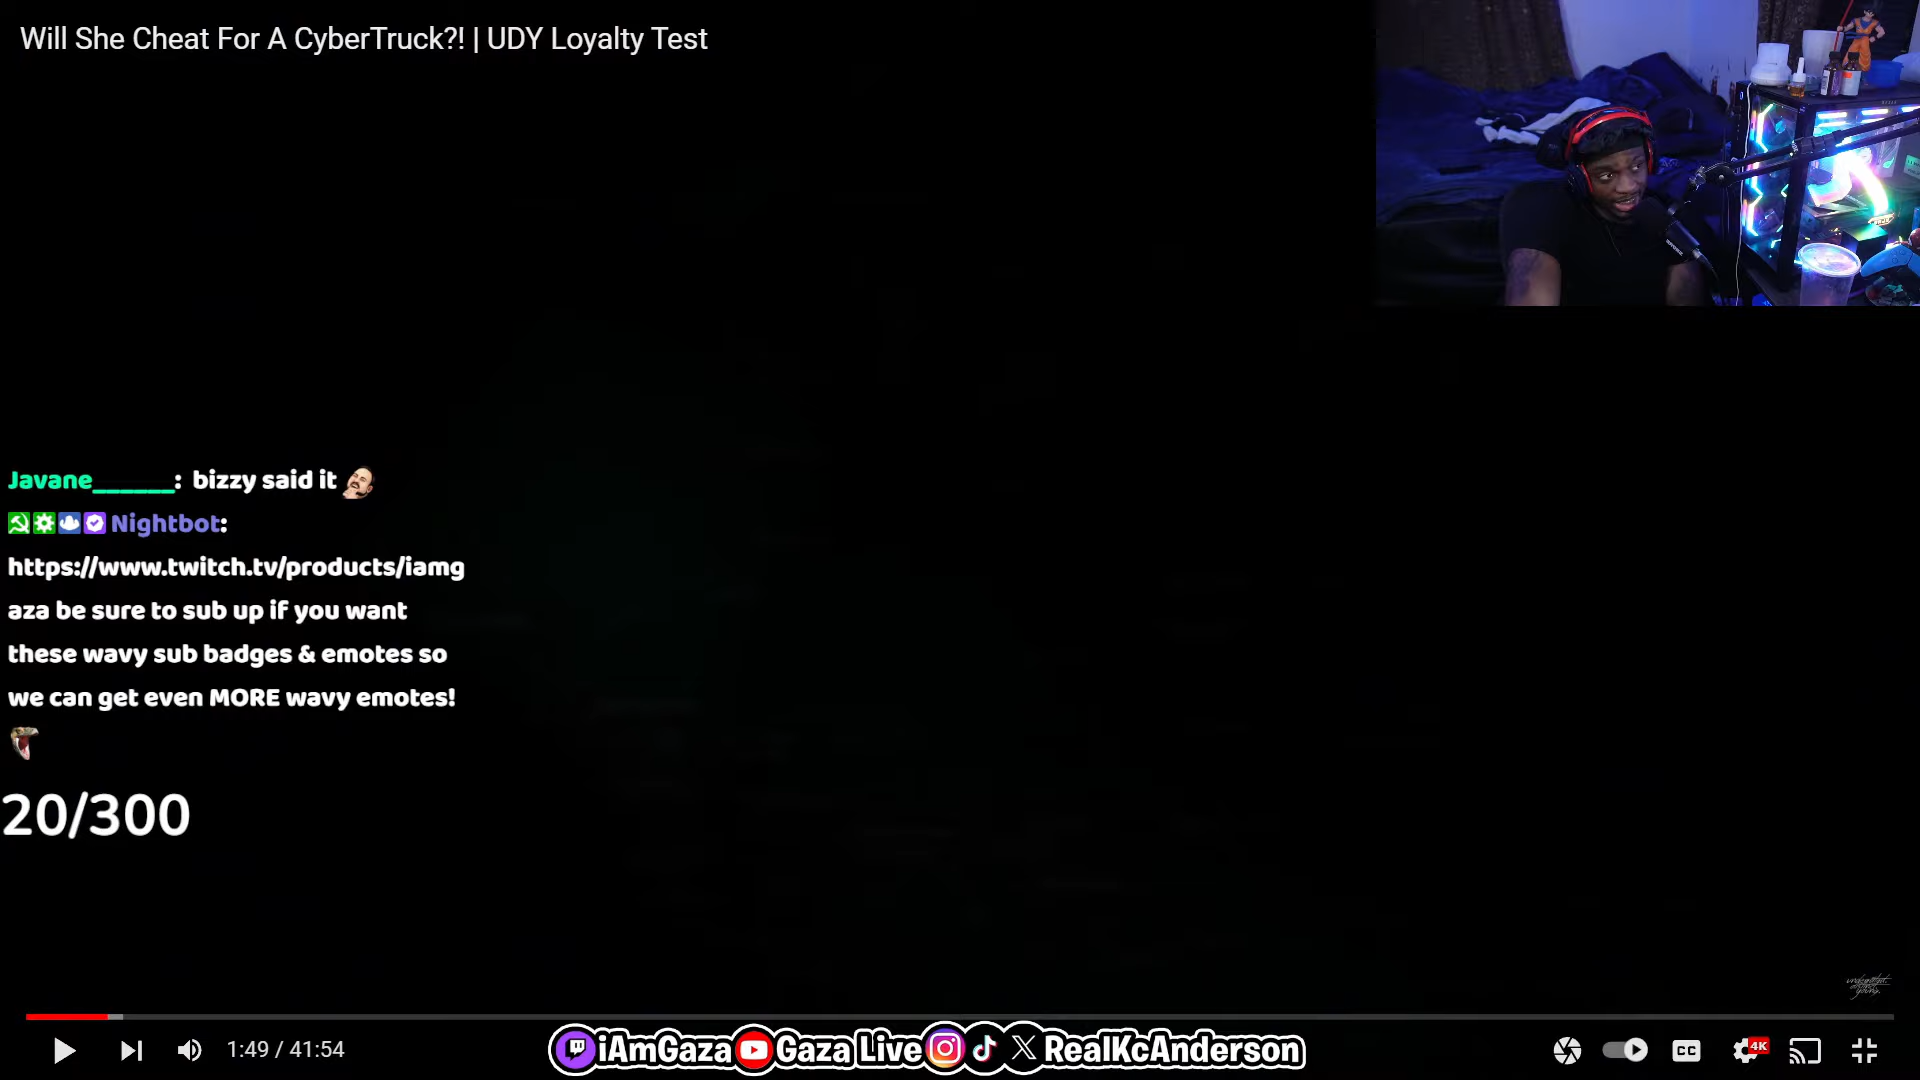 Will She Cheat For A CyberTruck?! | UDY Loyalty Test
Javane______: bizzy said it
Nightbot:
https://www.twitch.tv/products/iamg
aza be sure to sub up if you want
these wavy sub badges & emotes so
we can get even MORE wavy emotes!
20/300
1:49 / 41:54
iAmGaza Gaza Live RealKcAnderson
CC
4K